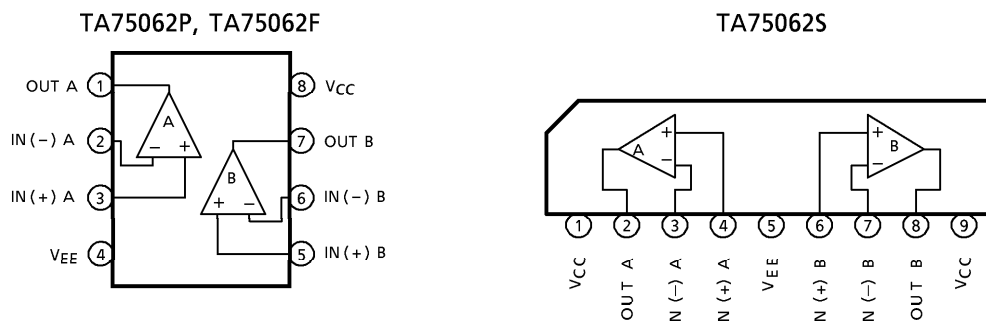 TA75062P, TA75062F
OUT A 1
8 VCC
A
IN(-) A 2
7 OUT B
- +
B
IN(+) A 3
6 IN(-) B
+ -
VEE 4
5 IN(+) B
TA75062S
A + -
+ - B
1 2 3 4 5 6 7 8 9
VCC
OUT A
N(-) A
N(+) A
VEE
N(+) B
N(-) B
OUT B
VCC